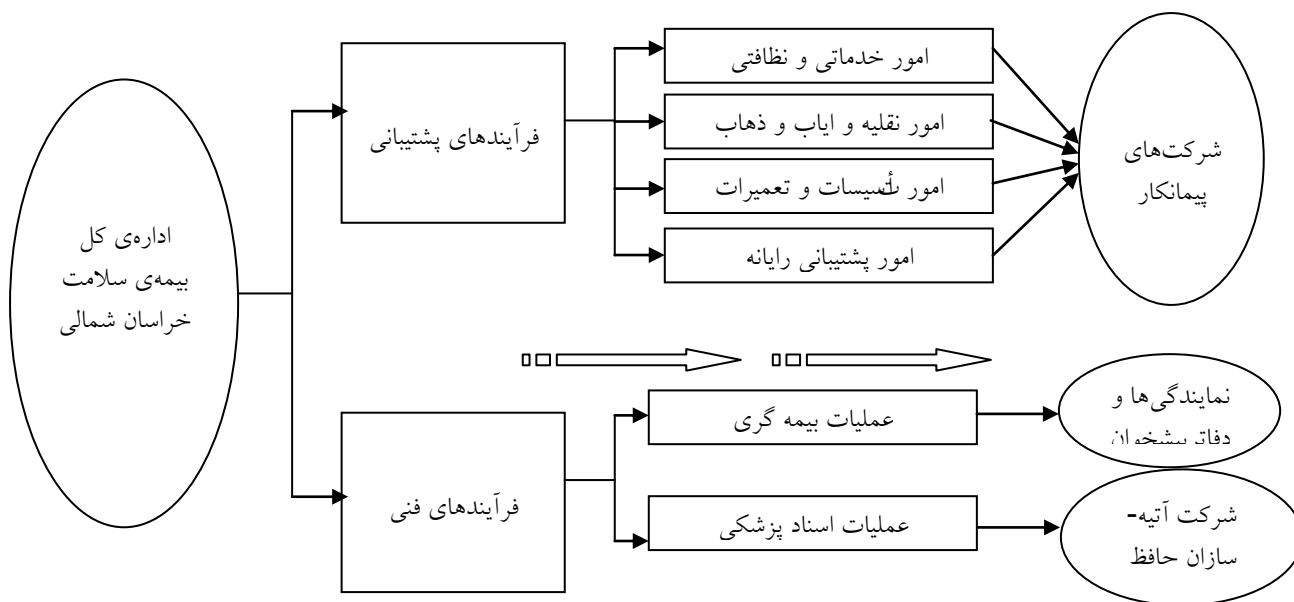 اداره‌ی کل
بیمه‌ی سلامت
خراسان شمالی
فرآیندهای پشتیبانی
امور خدماتی و نظافتی
امور نقلیه و ایاب و ذهاب
امور تأسیسات و تعمیرات
امور پشتیبانی رایانه
شرکت‌های
پیمانکار
فرآیندهای فنی
عملیات بیمه گری
عملیات اسناد پزشکی
نمایندگی‌ها و
دفاتر پیشخوان
شرکت آتیه-
سازان حافظ